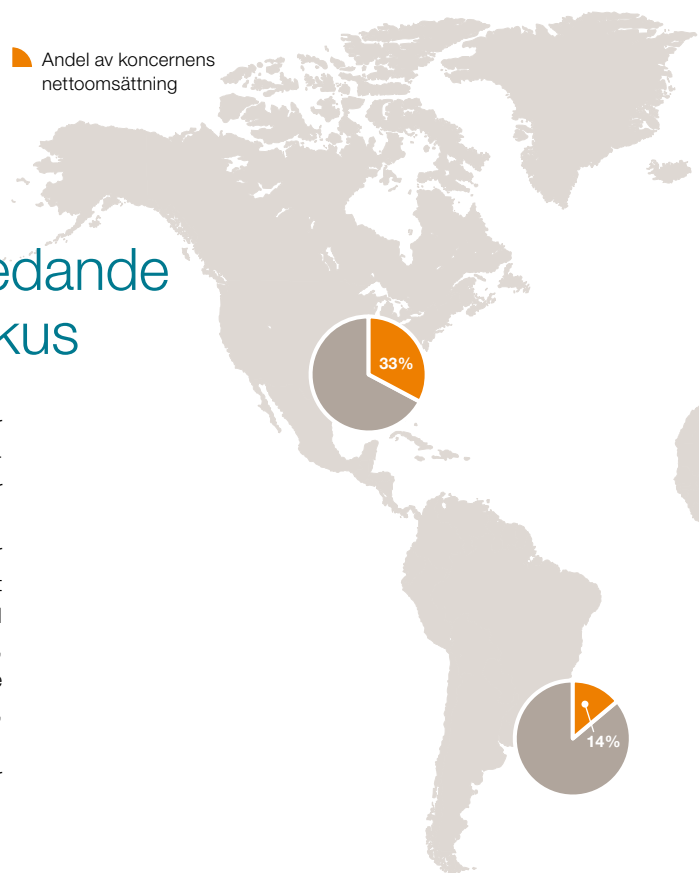 Andel av koncernens
nettoomsättning
edande
kus
33%
14%